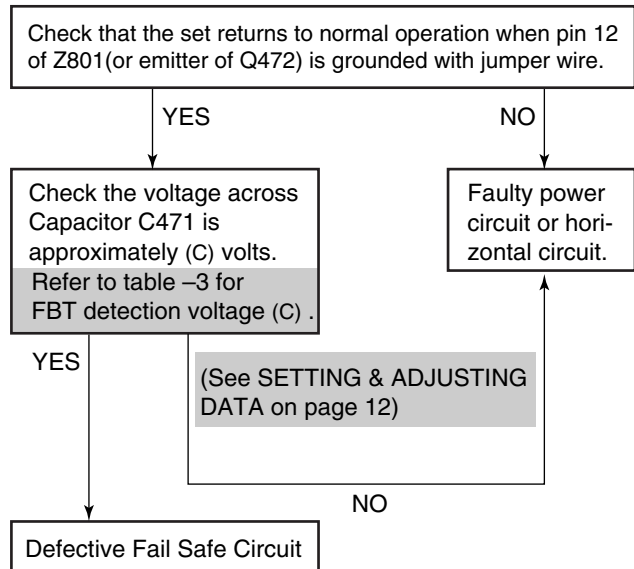 Check that the set returns to normal operation when pin 12
of Z801(or emitter of Q472) is grounded with jumper wire.
YES
NO
Check the voltage across
Capacitor C471 is
approximately (C) volts.
Refer to table –3 for
FBT detection voltage (C) .
Faulty power
circuit or hori-
zontal circuit.
YES
(See SETTING & ADJUSTING
DATA on page 12)
NO
Defective Fail Safe Circuit